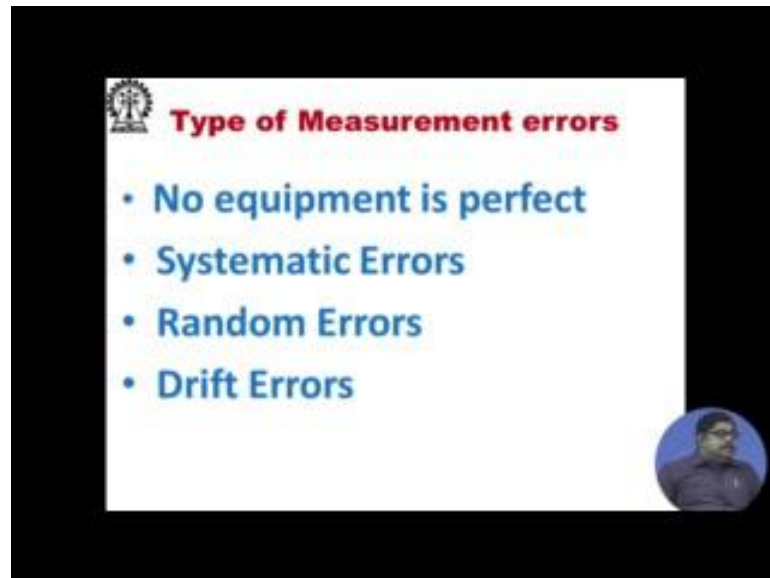 Type of Measurement errors
• No equipment is perfect
• Systematic Errors
• Random Errors
• Drift Errors